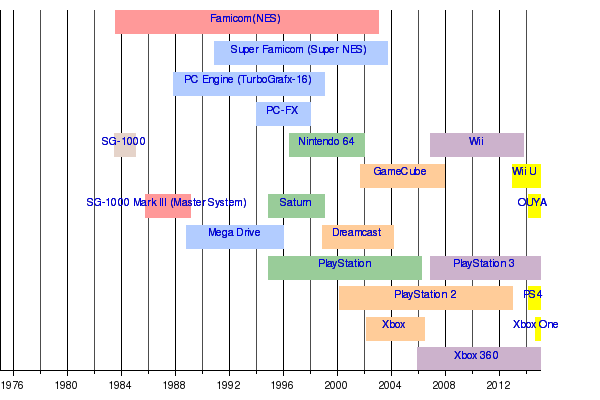 Famicom(NES)
Super Famicom (Super NES)
PC Engine (TurboGrafx-16)
PC-FX
SG-1000 Nintendo 64 Wii
GameCube Wii U
SG-1000 Mark III (Master System) Saturn OUYA
Mega Drive Dreamcast
PlayStation PlayStation 3
PlayStation 2 PS4
Xbox Xbox One
Xbox 360
1976 1980 1984 1988 1992 1996 2000 2004 2008 2012